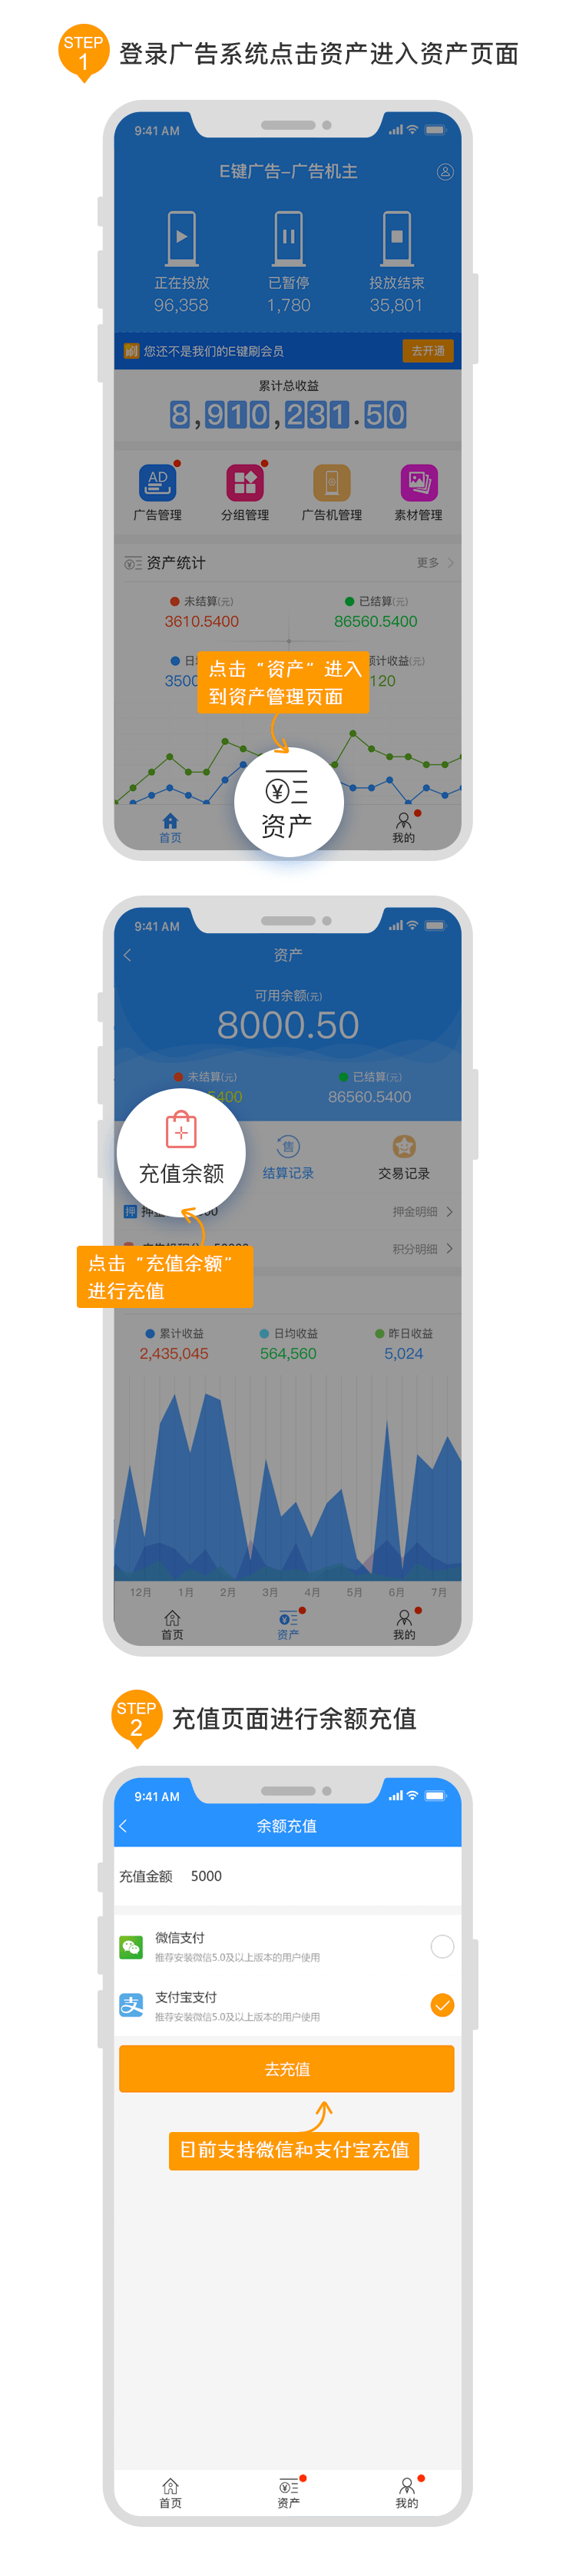 STEP
1
登录广告系统点击资产进入资产页面
9:41 AM
E键广告-广告机主
正在投放 已暂停 投放结束
96,358 1,780 35,801
刷 您还不是我们的E键刷会员 去开通
累计总收益
8,910,231.50
AD
广告管理 分组管理 广告机管理 素材管理
资产统计 更多
未结算(元) 已结算(元)
3610.5400 86560.5400
日 预计收益(元)
3500 120
点击“资产”进入
到资产管理页面
资产
首页 我的
9:41 AM
资产
可用余额(元)
8000.50
未结算(元) 已结算(元)
5400 86560.5400
充值余额
售
结算记录 交易记录
押 押金 00 押金明细
50000 积分明细
点击“充值余额”
进行充值
累计收益 日均收益 昨日收益
2,435,045 564,560 5,024
12月 1月 2月 3月 4月 5月 6月 7月
首页 资产 我的
STEP
2
充值页面进行余额充值
9:41 AM
余额充值
充值金额 5000
微信支付
推荐安装微信5.0及以上版本的用户使用
支 支付宝支付
推荐安装微信5.0及以上版本的用户使用
去充值
目前支持微信和支付宝充值
首页 资产 我的